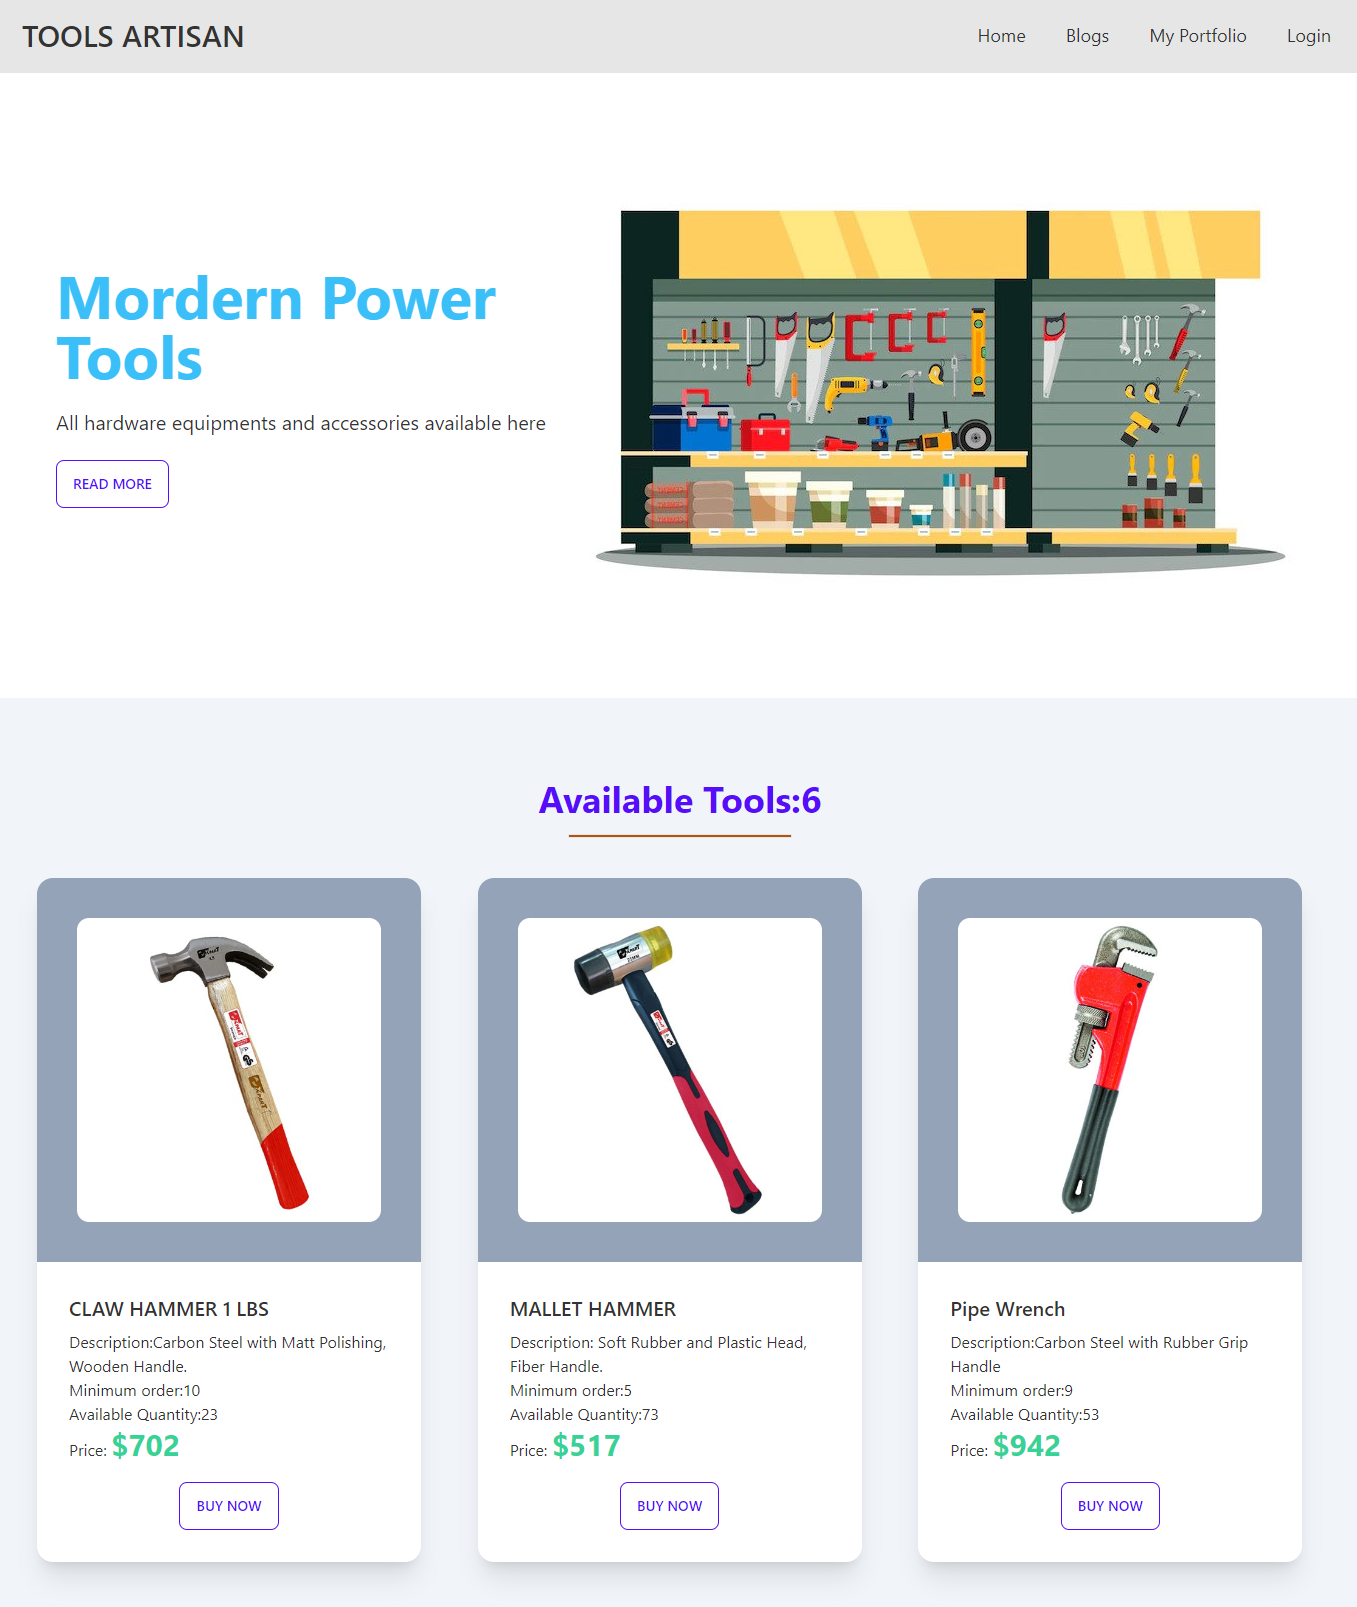 TOOLS ARTISAN
Home Blogs My Portfolio Login
Mordern Power
Tools
All hardware equipments and accessories available here
READ MORE
Available Tools:6
CLAW HAMMER 1 LBS
Description:Carbon Steel with Matt Polishing,
Wooden Handle.
Minimum order:10
Available Quantity:23
Price: $702
BUY NOW
MALLET HAMMER
Description: Soft Rubber and Plastic Head,
Fiber Handle.
Minimum order:5
Available Quantity:73
Price: $517
BUY NOW
Pipe Wrench
Description:Carbon Steel with Rubber Grip
Handle
Minimum order:9
Available Quantity:53
Price: $942
BUY NOW